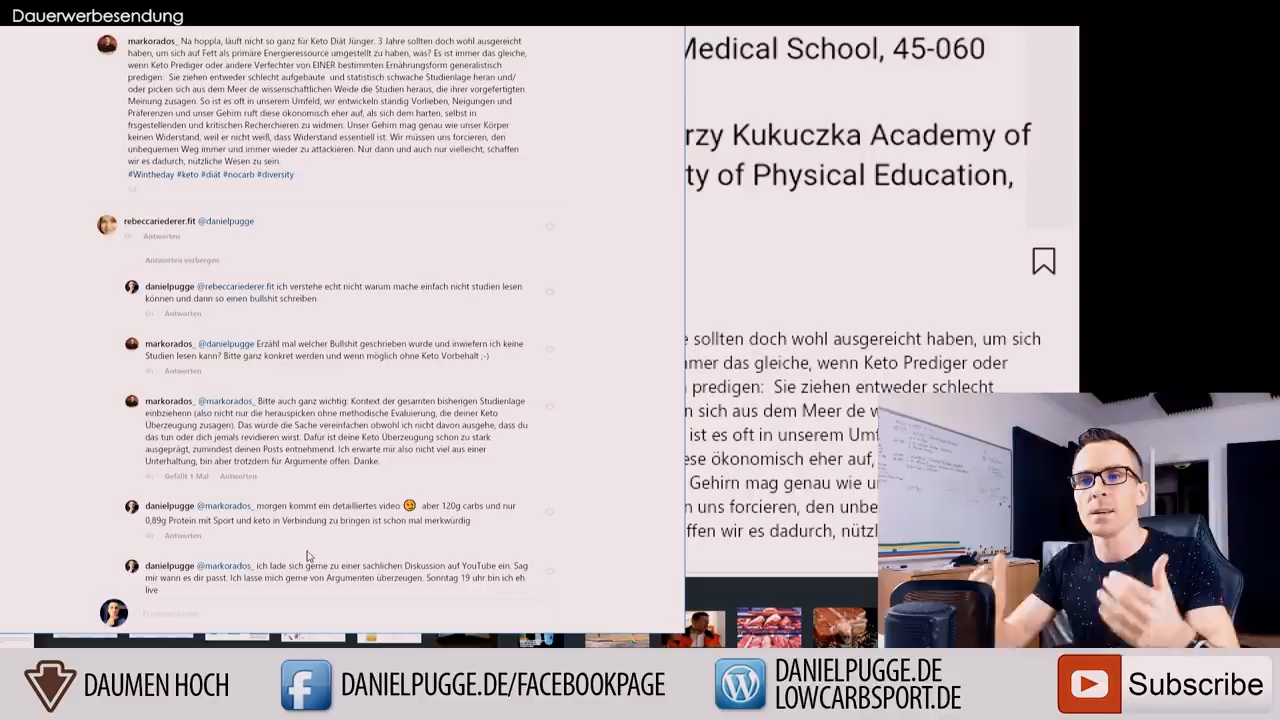 Dauerwerbesendung
markorados_ Na hoppla, läuft nicht so ganz für Keto Diät Jünger. 3 Jahre sollten doch wohl ausgereicht
haben, um sich auf Fett als primäre Energieressource umgestellt zu haben, was? Es ist immer das gleiche,
wenn Keto Prediger oder andere Verfechter von EINER bestimmten Ernährungsform generalistisch
predigen: Sie ziehen entweder schlecht aufgebaute und statistisch schwache Studienlage heran und/
oder picken sich aus dem Meer de wissenschaftlichen Weide die Studien heraus, die ihrer vorgefertigten
Meinung zusagen. So ist es oft in unserem Umfeld, wir entwickeln ständig Vorlieben, Neigungen und
Präferenzen und unser Gehirn ruft diese ökonomisch eher auf, als sich dem harten, selbst in
frsgestellenden und kritischen Recherchieren zu widmen. Unser Gehirn mag genau wie unser Körper
keinen Widerstand, weil er nicht weiß, dass Widerstand essentiell ist. Wir müssen uns forcieren, den
unbequemen Weg immer und immer wieder zu attackieren. Nur dann und auch nur vielleicht, schaffen
wir es dadurch, nützliche Wesen zu sein.
#Wintheday #keto #diät #nocarb #diversity
rebeccariederer.fit @danielpugge
Antworten
Antworten verbergen
danielpugge @rebeccariederer.fit ich verstehe echt nicht warum mache einfach nicht studien lesen
können und dann so einen bullshit schreiben
Antworten
markorados_ @danielpugge Erzähl mal welcher Bullshit geschrieben wurde und inwiefern ich keine
Studien lesen kann? Bitte ganz konkret werden und wenn möglich ohne Keto Vorbehalt ;-)
Antworten
markorados_ @markorados_ Bitte auch ganz wichtig: Kontext der gesamten bisherigen Studienlage
einbeziehnn (also nicht nur die herauspicken ohne methodische Evaluierung, die deiner Keto
Überzeugung zusagen). Das würde die Sache vereinfachen obwohl ich nicht davon ausgehe, dass du
das tun oder dich jemals revidieren wirst. Dafür ist deine Keto Überzeugung schon zu stark
ausgeprägt, zumindest deinen Posts entnehmend. Ich erwarte mir also nicht viel aus einer
Unterhaltung, bin aber trotzdem für Argumente offen. Danke.
Gefällt 1 Mal Antworten
danielpugge @markorados_ morgen kommt ein detailliertes video 😉 aber 120g carbs und nur
0,89g Protein mit Sport und keto in Verbindung zu bringen ist schon mal merkwürdig
Antworten
danielpugge @markorados_ ich lade sich gerne zu einer sachlichen Diskussion auf YouTube ein. Sag
mir wann es dir passt. Ich lasse mich gerne von Argumenten überzeugen. Sonntag 19 uhr bin ich eh
live
Kommentieren
Medical School, 45-060
rzy Kukuczka Academy of
ty of Physical Education,
e sollten doch wohl ausgereicht haben, um sich
mmer das gleiche, wenn Keto Prediger oder
predigen: Sie ziehen entweder schlecht
n sich aus dem Meer de w
ist es oft in unserem Umf
ese ökonomisch eher auf,
Gehirn mag genau wie u
n uns forcieren, den unbe
ffen wir es dadurch, nützl
DAUMEN HOCH
DANIELPUGGE.DE/FACEBOOKPAGE
DANIELPUGGE.DE
LOWCARBSPORT.DE
Subscribe